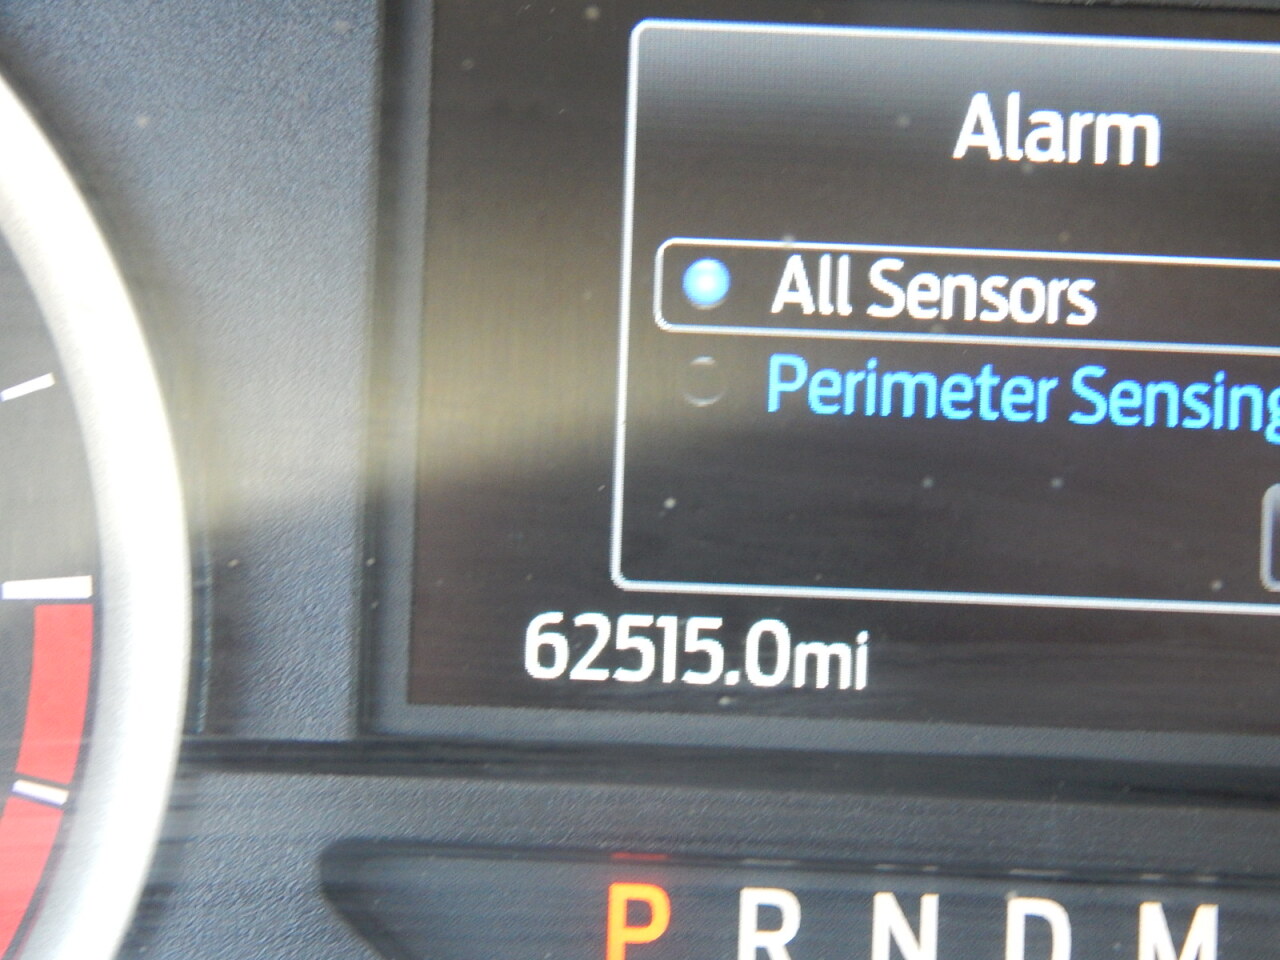 Alarm
All Sensors
Perimeter Sensing
62515.0mi
P R N D M